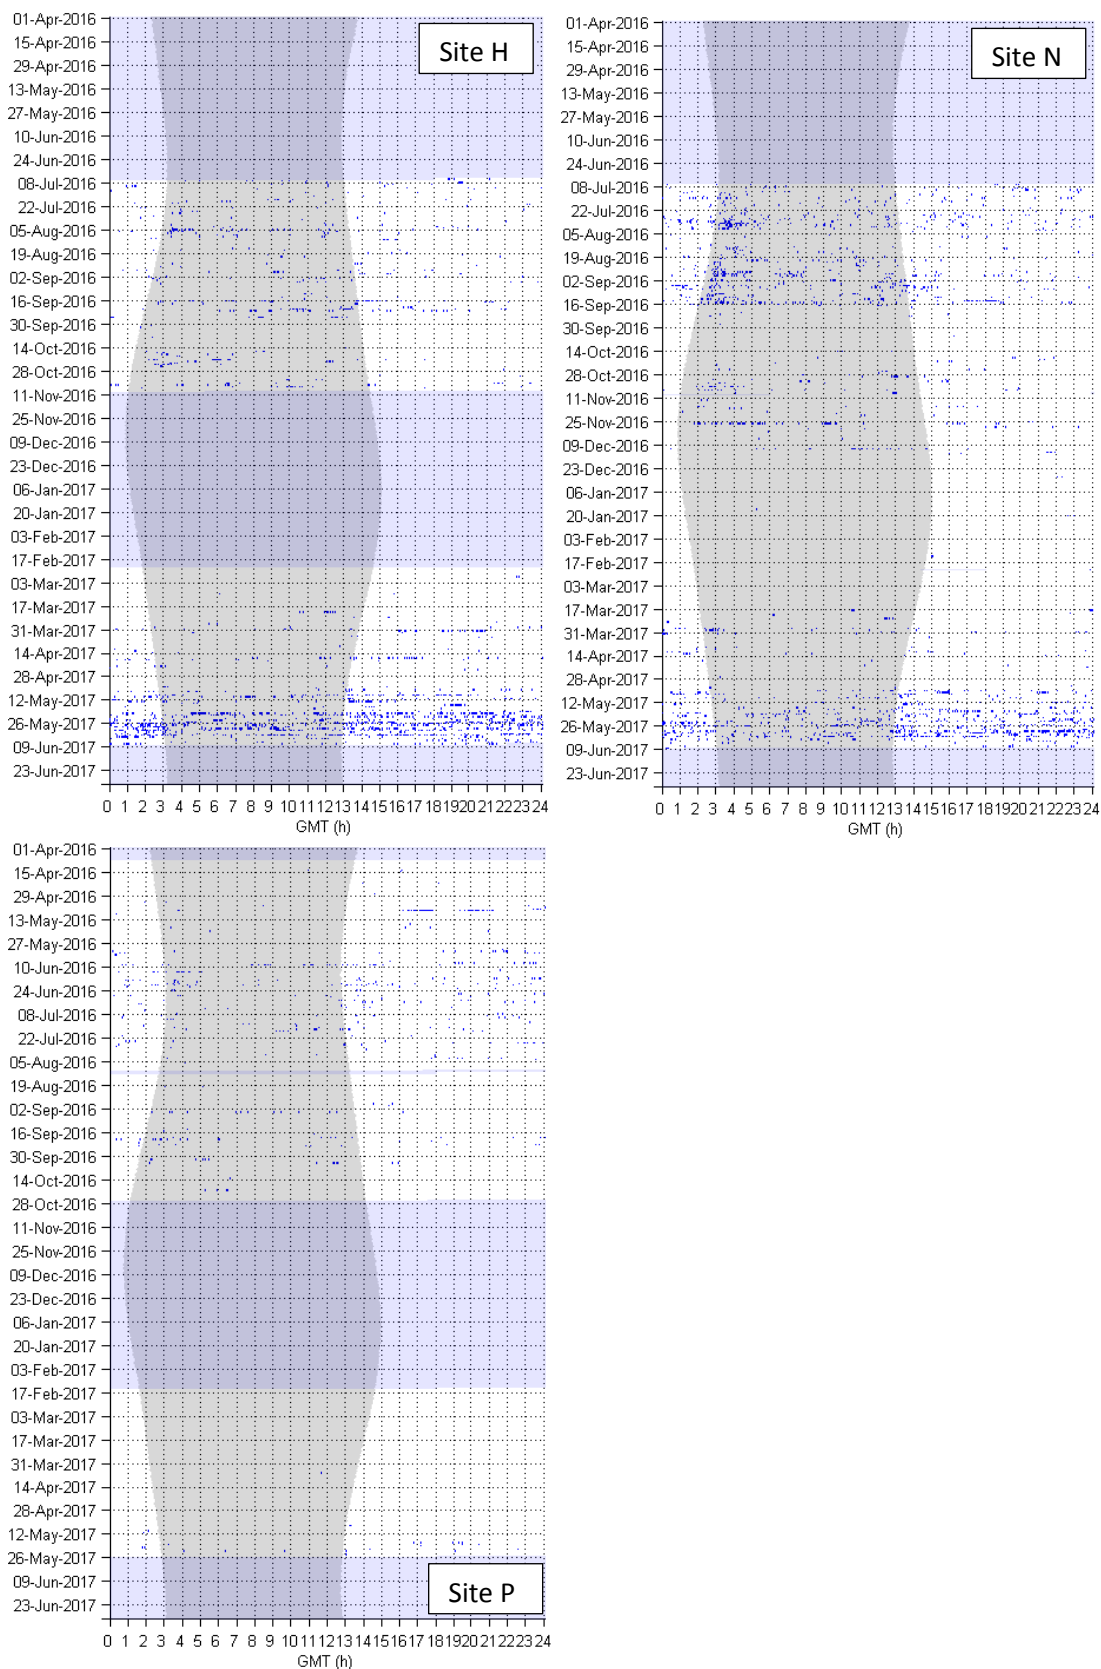 Site H
01-Apr-2016
15-Apr-2016
29-Apr-2016
13-May-2016
27-May-2016
10-Jun-2016
24-Jun-2016
08-Jul-2016
22-Jul-2016
05-Aug-2016
19-Aug-2016
02-Sep-2016
16-Sep-2016
30-Sep-2016
14-Oct-2016
28-Oct-2016
11-Nov-2016
25-Nov-2016
09-Dec-2016
23-Dec-2016
06-Jan-2017
20-Jan-2017
03-Feb-2017
17-Feb-2017
03-Mar-2017
17-Mar-2017
31-Mar-2017
14-Apr-2017
28-Apr-2017
12-May-2017
26-May-2017
09-Jun-2017
23-Jun-2017
0 1 2 3 4 5 6 7 8 9 10 11 12 13 14 15 16 17 18 19 20 21 22 23 24
GMT (h)
Site N
01-Apr-2016
15-Apr-2016
29-Apr-2016
13-May-2016
27-May-2016
10-Jun-2016
24-Jun-2016
08-Jul-2016
22-Jul-2016
05-Aug-2016
19-Aug-2016
02-Sep-2016
16-Sep-2016
30-Sep-2016
14-Oct-2016
28-Oct-2016
11-Nov-2016
25-Nov-2016
09-Dec-2016
23-Dec-2016
06-Jan-2017
20-Jan-2017
03-Feb-2017
17-Feb-2017
03-Mar-2017
17-Mar-2017
31-Mar-2017
14-Apr-2017
28-Apr-2017
12-May-2017
26-May-2017
09-Jun-2017
23-Jun-2017
0 1 2 3 4 5 6 7 8 9 10 11 12 13 14 15 16 17 18 19 20 21 22 23 24
GMT (h)
01-Apr-2016
15-Apr-2016
29-Apr-2016
13-May-2016
27-May-2016
10-Jun-2016
24-Jun-2016
08-Jul-2016
22-Jul-2016
05-Aug-2016
19-Aug-2016
02-Sep-2016
16-Sep-2016
30-Sep-2016
14-Oct-2016
28-Oct-2016
11-Nov-2016
25-Nov-2016
09-Dec-2016
23-Dec-2016
06-Jan-2017
20-Jan-2017
03-Feb-2017
17-Feb-2017
03-Mar-2017
17-Mar-2017
31-Mar-2017
14-Apr-2017
28-Apr-2017
12-May-2017
26-May-2017
09-Jun-2017
23-Jun-2017
Site P
0 1 2 3 4 5 6 7 8 9 10 11 12 13 14 15 16 17 18 19 20 21 22 23 24
GMT (h)